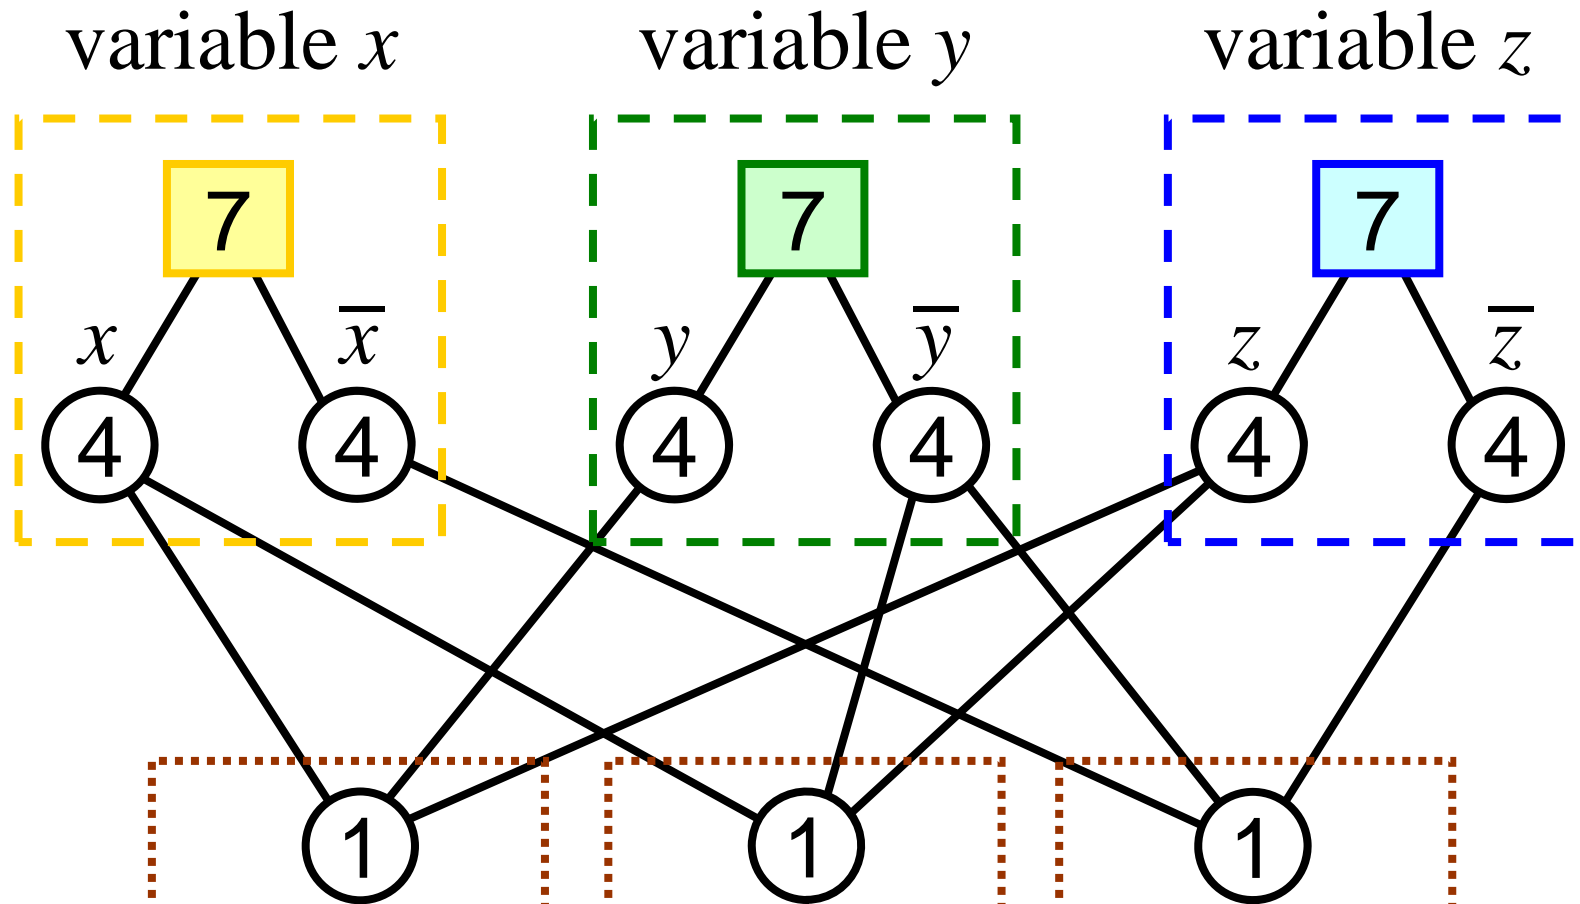 variable x variable y variable z
7 7 7
x x̅ y y̅ z z̅
4 4 4 4 4 4
1 1 1